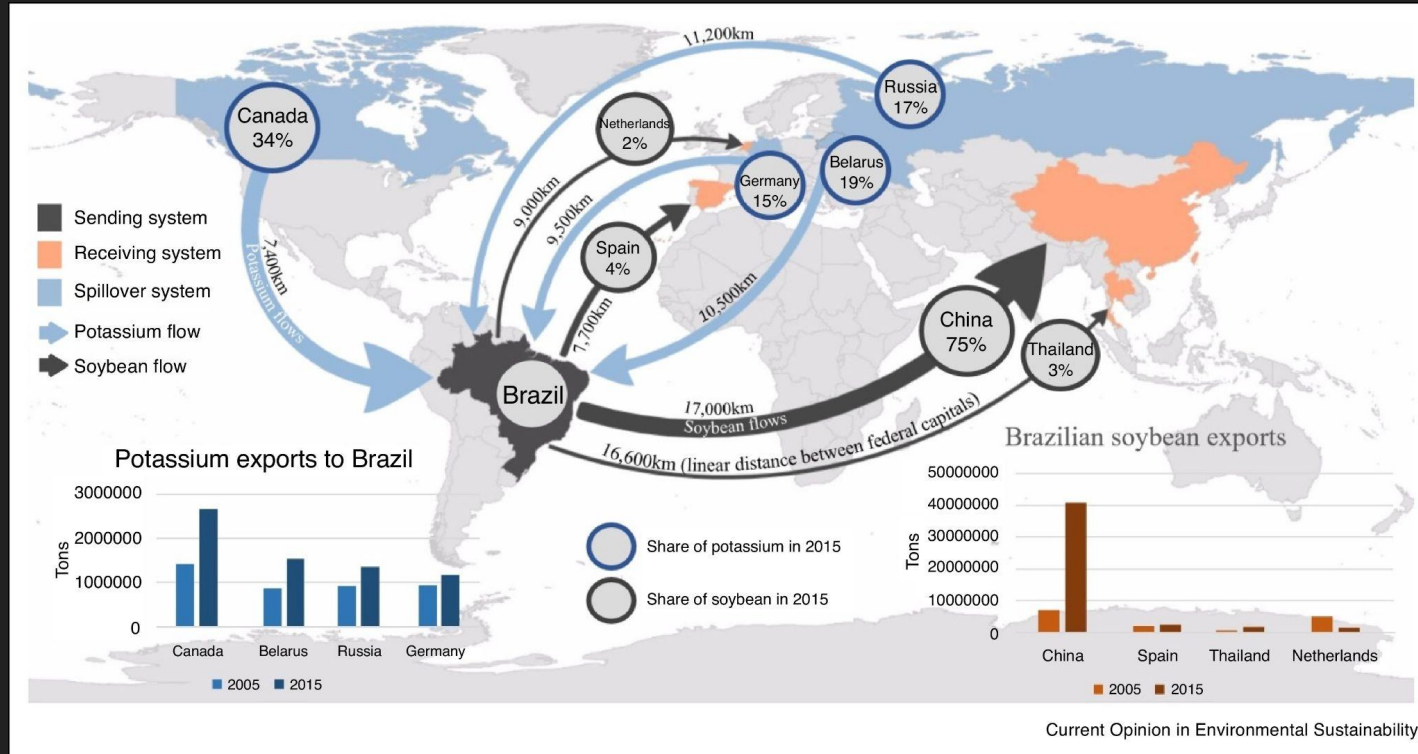 11,200km
Russia
17%
Canada
34%
Netherlands
2%
Belarus
19%
Germany
15%
9,000km
9,500km
Sending system
Receiving system
Spillover system
Potassium flow
Soybean flow
7,400km
Potassium flows
Spain
4%
7,700km
10,500km
China
75%
Thailand
3%
Brazil
17,000km
Soybean flows
16,600km (linear distance between federal capitals)
Potassium exports to Brazil
3000000
2000000
1000000
0
Tons
Canada
Belarus
Russia
Germany
2005
2015
Share of potassium in 2015
Share of soybean in 2015
Brazilian soybean exports
50000000
40000000
30000000
20000000
10000000
0
Tons
China
Spain
Thailand
Netherlands
2005
2015
Current Opinion in Environmental Sustainability